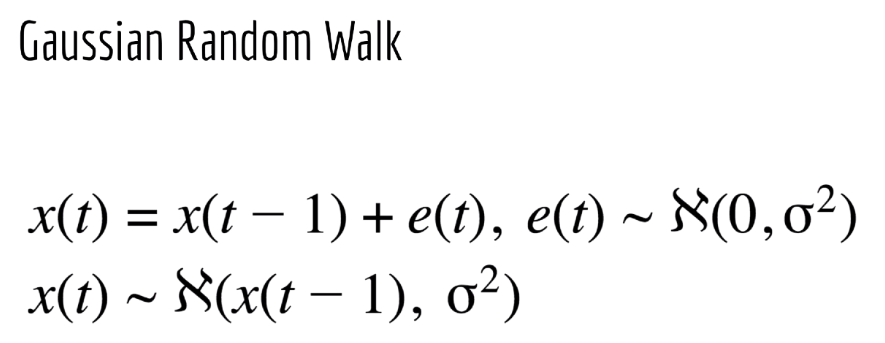 Gaussian Random Walk
x(t) = x(t − 1) + e(t), e(t) ~ ℵ(0, σ²)
x(t) ~ ℵ(x(t − 1), σ²)